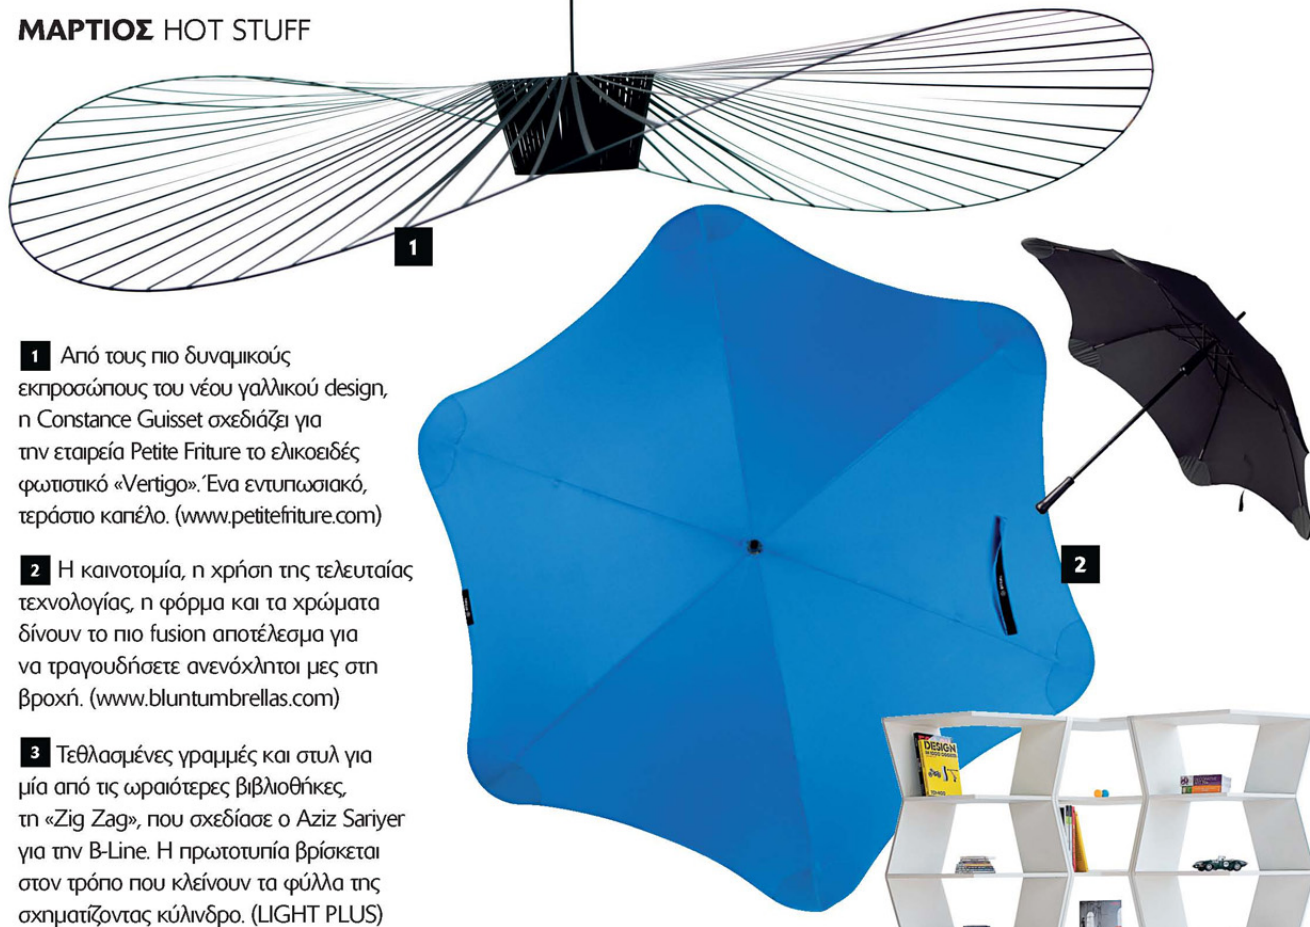 ΜΑΡΤΙΟΣ HOT STUFF
1
1 Από τους πιο δυναμικούς
εκπροσώπους του νέου γαλλικού design,
η Constance Guisset σχεδιάζει για
την εταιρεία Petite Friture το ελικοειδές
φωτιστικό «Vertigo». Ένα εντυπωσιακό,
τεράστιο καπέλο. (www.petitefriture.com)
2
2 Η καινοτομία, η χρήση της τελευταίας
τεχνολογίας, η φόρμα και τα χρώματα
δίνουν το πιο fusion αποτέλεσμα για
να τραγουδήσετε ανενόχλητοι μες στη
βροχή. (www.bluntumbrellas.com)
3 Τεθλασμένες γραμμές και στυλ για
μία από τις ωραιότερες βιβλιοθήκες,
τη «Zig Zag», που σχεδίασε ο Aziz Sariyer
για την B-Line. Η πρωτοτυπία βρίσκεται
στον τρόπο που κλείνουν τα φύλλα της
σχηματίζοντας κύλινδρο. (LIGHT PLUS)
DESIGN